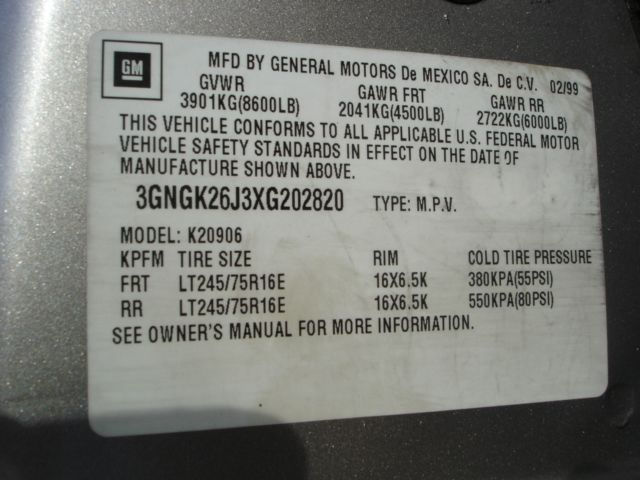 GM
MFD BY GENERAL MOTORS De MEXICO SA. De C.V. 02/99
GVWR GAWR FRT GAWR RR
3901KG(8600LB) 2041KG(4500LB) 2722KG(6000LB)
THIS VEHICLE CONFORMS TO ALL APPLICABLE U.S. FEDERAL MOTOR
VEHICLE SAFETY STANDARDS IN EFFECT ON THE DATE OF
MANUFACTURE SHOWN ABOVE.
3GNGK26J3XG202820 TYPE: M.P.V.
MODEL: K20906
KPFM TIRE SIZE RIM COLD TIRE PRESSURE
FRT LT245/75R16E 16X6.5K 380KPA(55PSI)
RR LT245/75R16E 16X6.5K 550KPA(80PSI)
SEE OWNER'S MANUAL FOR MORE INFORMATION.